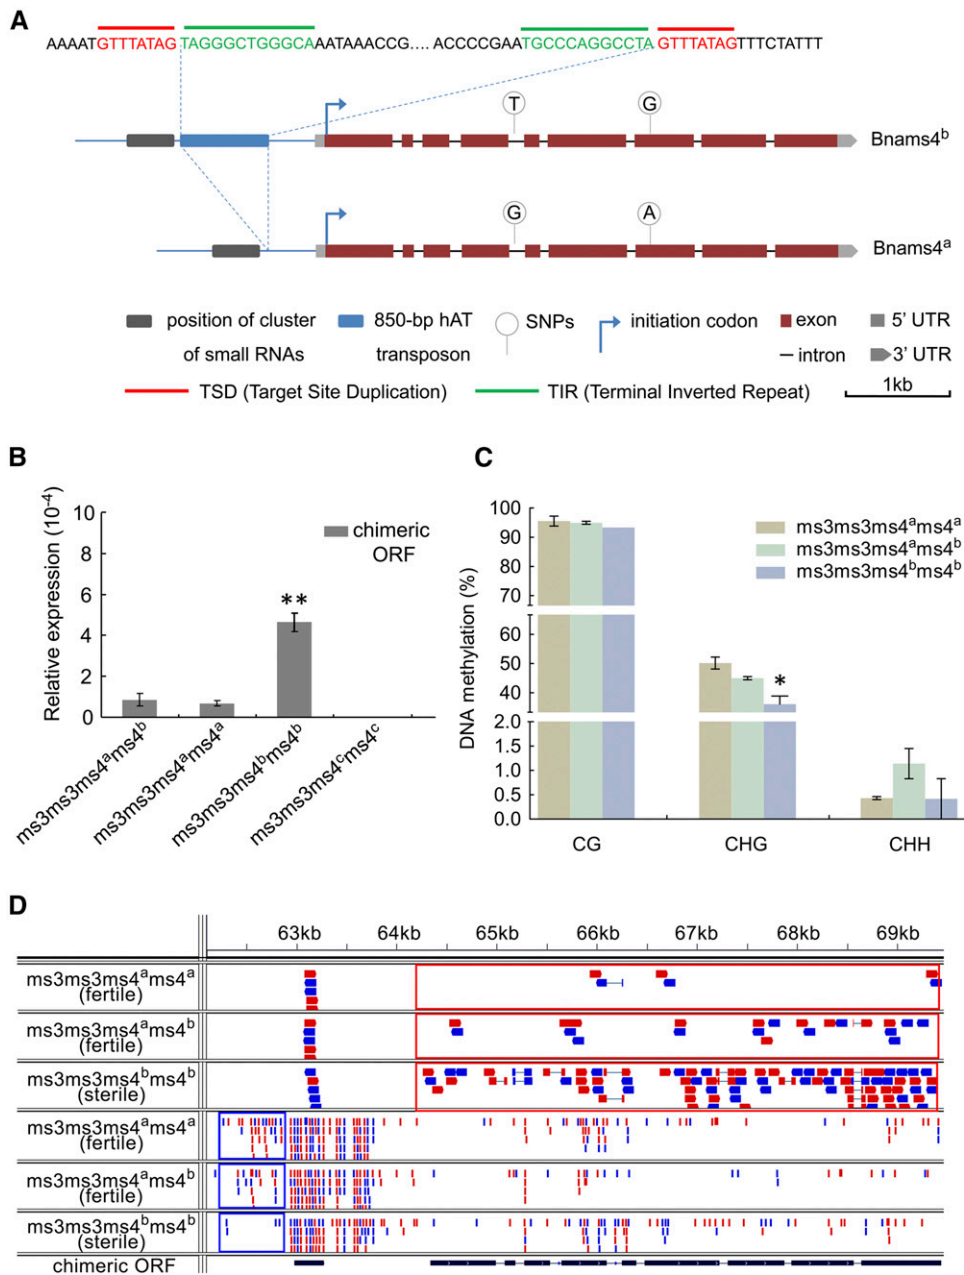 A
AAAATGTTTATAGTAGGGCTGGGCAAATAAACCG.... ACCCCGAATGCCCAGGCCTAGTTTATAGTTTCTATTT
T
G
Bnams4b
G
A
Bnams4a
position of cluster of small RNAs
850-bp hAT transposon
SNPs
initiation codon
exon
intron
5' UTR
3' UTR
TSD (Target Site Duplication)
TIR (Terminal Inverted Repeat)
1kb
B
Relative expression (10-4)
10
8
6
4
2
0
chimeric ORF
**
ms3ms3ms4ams4b
ms3ms3ms4ams4a
ms3ms3ms4bms4b
ms3ms3ms4cms4c
C
DNA methylation (%)
100
90
80
70
60
50
40
2.0
1.5
1.0
0.5
0.0
ms3ms3ms4ams4a
ms3ms3ms4ams4b
ms3ms3ms4bms4b
*
CG
CHG
CHH
D
63kb
64kb
65kb
66kb
67kb
68kb
69kb
ms3ms3ms4ams4a
(fertile)
ms3ms3ms4ams4b
(fertile)
ms3ms3ms4bms4b
(sterile)
ms3ms3ms4ams4a
(fertile)
ms3ms3ms4ams4b
(fertile)
ms3ms3ms4bms4b
(sterile)
chimeric ORF